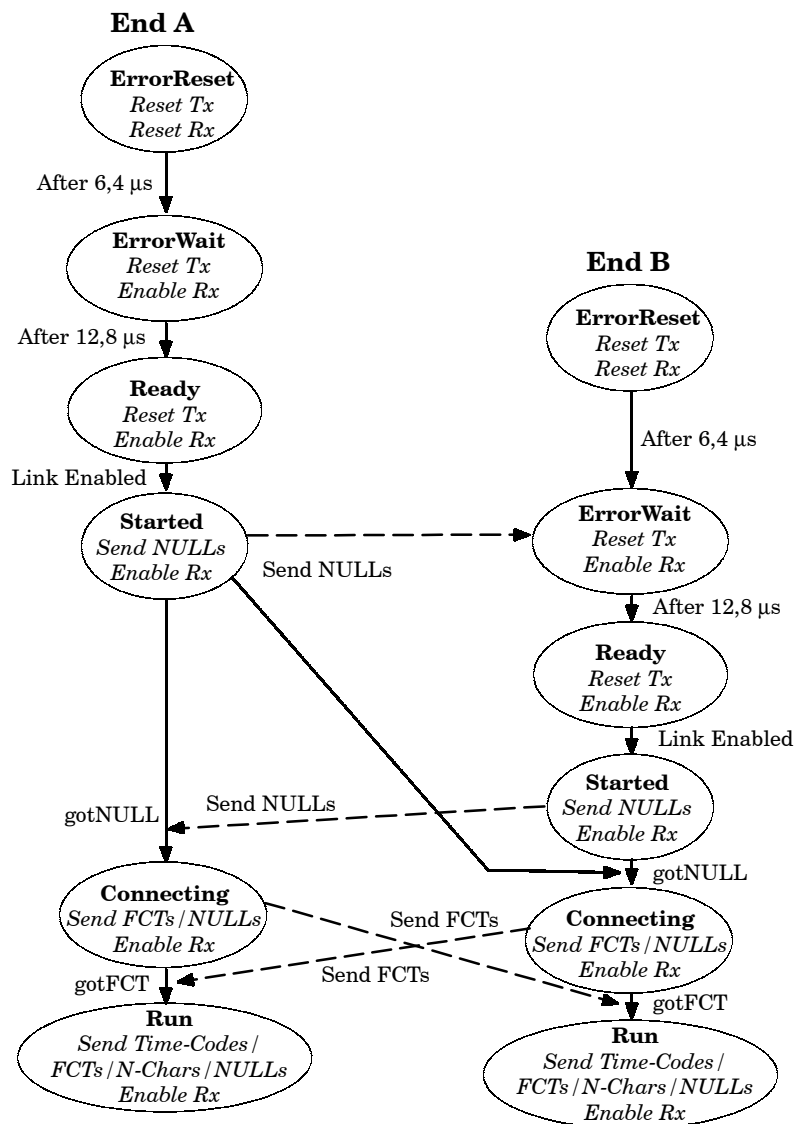 End A
ErrorReset
Reset Tx
Reset Rx
After 6,4 μs
ErrorWait
Reset Tx
Enable Rx
After 12,8 μs
Ready
Reset Tx
Enable Rx
Link Enabled
Started
Send NULLs
Enable Rx
Send NULLs
End B
ErrorReset
Reset Tx
Reset Rx
After 6,4 μs
ErrorWait
Reset Tx
Enable Rx
After 12,8 μs
Ready
Reset Tx
Enable Rx
Link Enabled
Started
Send NULLs
Enable Rx
Send NULLs
gotNULL
gotNULL
Connecting
Send FCTs/NULLs
Enable Rx
Send FCTs
Send FCTs
Connecting
Send FCTs/NULLs
Enable Rx
gotFCT
gotFCT
Run
Send Time-Codes/
FCTs/N-Chars/NULLs
Enable Rx
Run
Send Time-Codes/
FCTs/N-Chars/NULLs
Enable Rx